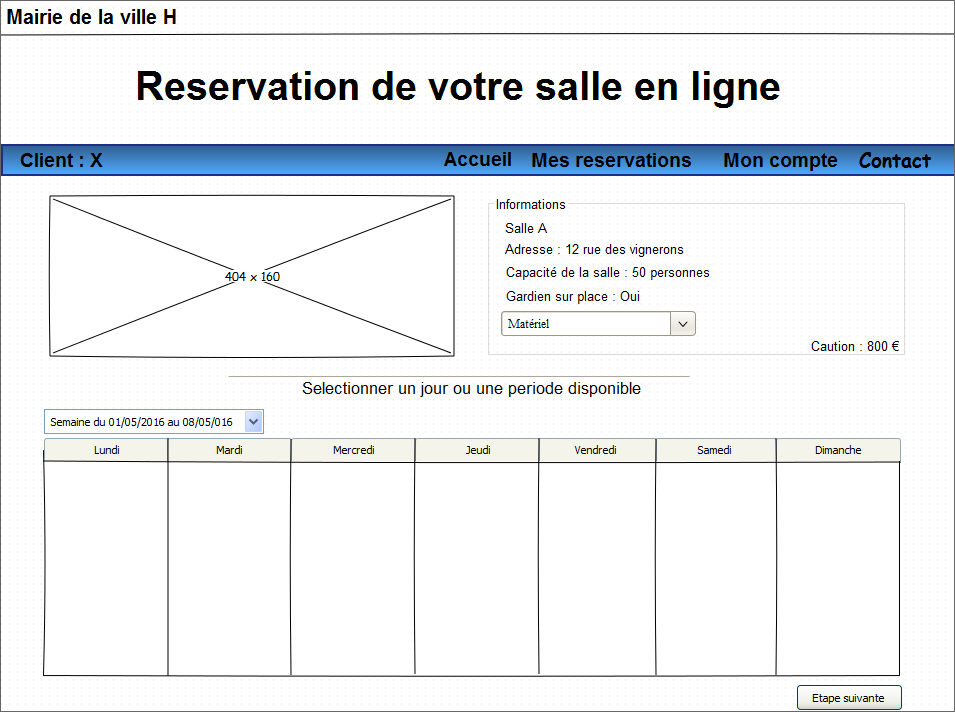 Mairie de la ville H
Reservation de votre salle en ligne
Client : X Accueil Mes reservations Mon compte Contact
404 x 160
Informations
Salle A
Adresse : 12 rue des vignerons
Capacité de la salle : 50 personnes
Gardien sur place : Oui
Matériel
Caution : 800 €
Selectionner un jour ou une periode disponible
Semaine du 01/05/2016 au 08/05/016
Lundi Mardi Mercredi Jeudi Vendredi Samedi Dimanche
Etape suivante